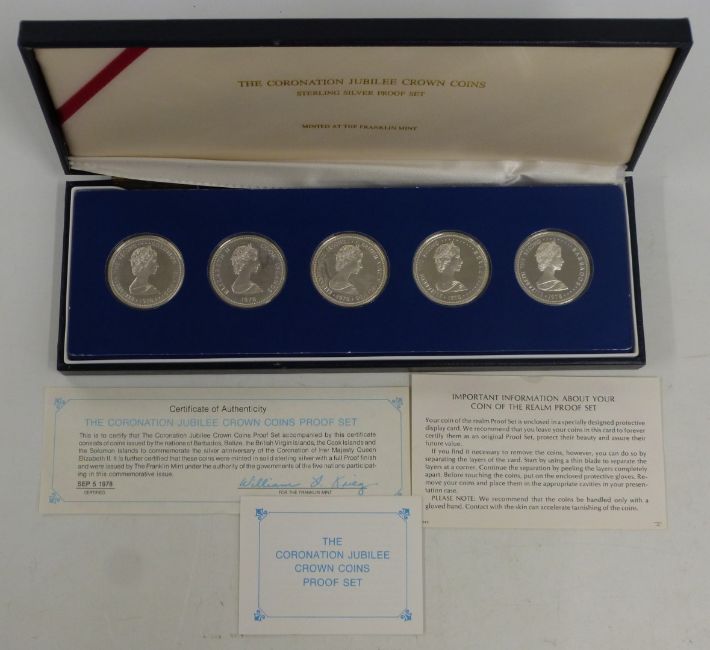 THE CORONATION JUBILEE CROWN COINS
STERLING SILVER PROOF SET
MINTED AT THE FRANKLIN MINT
1978
1978
1978
1978
1978
Certificate of Authenticity
THE CORONATION JUBILEE CROWN COINS PROOF SET
This is to certify that The Coronation Jubilee Crown Coins Proof Set accompanied by this certificate
consists of coins issued by the nations of Barbados, Belize, the British Virgin Islands, the Cook Islands and
the Solomon Islands to commemorate the silver anniversary of the Coronation of Her Majesty Queen
Elizabeth II. It is further certified that these coins were minted in solid sterling silver with a full Proof finish
and were issued by The Franklin Mint under the authority of the governments of the five nations participat-
ing in this commemorative issue.
SEP 5 1978
CERTIFIED
FOR THE FRANKLIN MINT
IMPORTANT INFORMATION ABOUT YOUR
COIN OF THE REALM PROOF SET
Your coin of the realm Proof Set is enclosed in a specially designed protective
display card. We recommend that you leave your coins in this card to forever
certify them as an original Proof Set, protect their beauty and assure their
future value.
If you find it necessary to remove the coins, however, you can do so by
separating the layers of the card. Start by using a thin blade to separate the
layers at a corner. Continue the separation by peeling the layers completely
apart. Before touching the coins, put on the enclosed protective gloves. Re-
move your coins and place them in the appropriate cavities in your presen-
tation case.
PLEASE NOTE: We recommend that the coins be handled only with a
gloved hand. Contact with the skin can accelerate tarnishing of the coins.
THE
CORONATION JUBILEE
CROWN COINS
PROOF SET